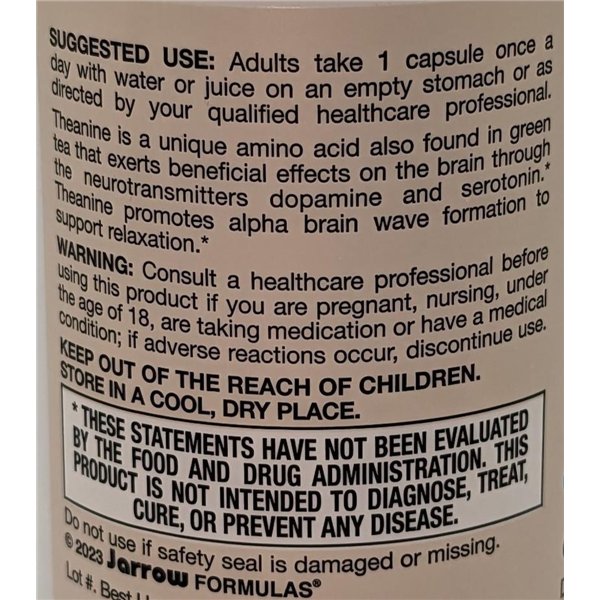 SUGGESTED USE: Adults take 1 capsule once a
day with water or juice on an empty stomach or as
directed by your qualified healthcare professional.
Theanine is a unique amino acid also found in green
tea that exerts beneficial effects on the brain through
the neurotransmitters dopamine and serotonin.*
Theanine promotes alpha brain wave formation to
support relaxation.*
WARNING: Consult a healthcare professional before
using this product if you are pregnant, nursing, under
the age of 18, are taking medication or have a medical
condition; if adverse reactions occur, discontinue use.
KEEP OUT OF THE REACH OF CHILDREN.
STORE IN A COOL, DRY PLACE.
* THESE STATEMENTS HAVE NOT BEEN EVALUATED
BY THE FOOD AND DRUG ADMINISTRATION. THIS
PRODUCT IS NOT INTENDED TO DIAGNOSE, TREAT,
CURE, OR PREVENT ANY DISEASE.
Do not use if safety seal is damaged or missing.
© 2023 Jarrow FORMULAS®
Lot #. Best